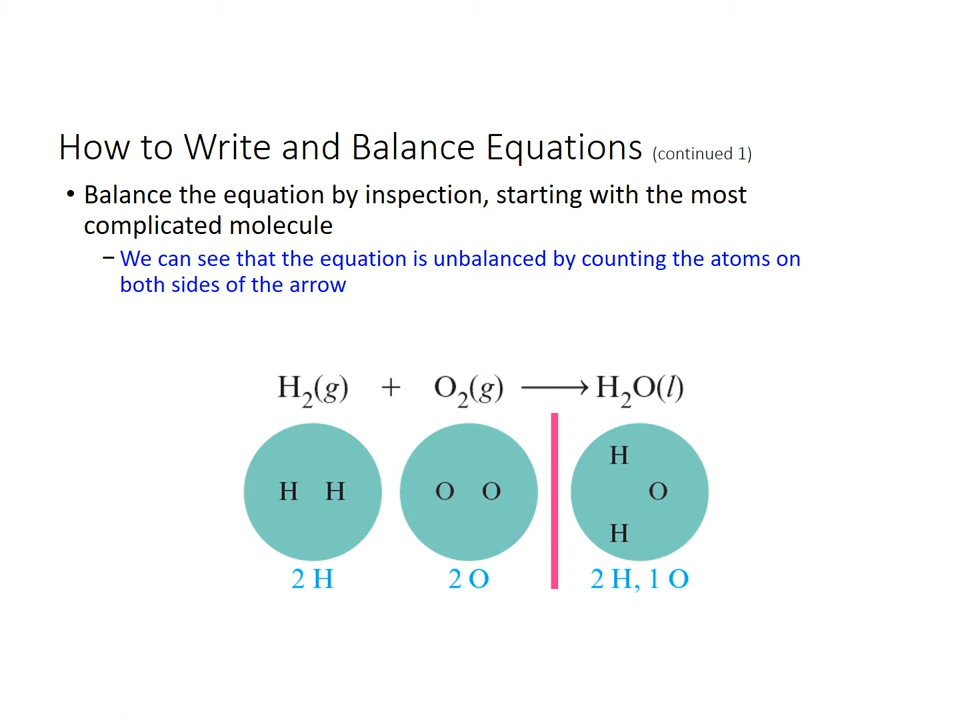 How to Write and Balance Equations (continued 1)
• Balance the equation by inspection, starting with the most
complicated molecule
– We can see that the equation is unbalanced by counting the atoms on
both sides of the arrow
H₂(g) + O₂(g) ⟶ H₂O(l)
H H O O H O H
2 H 2 O 2 H, 1 O